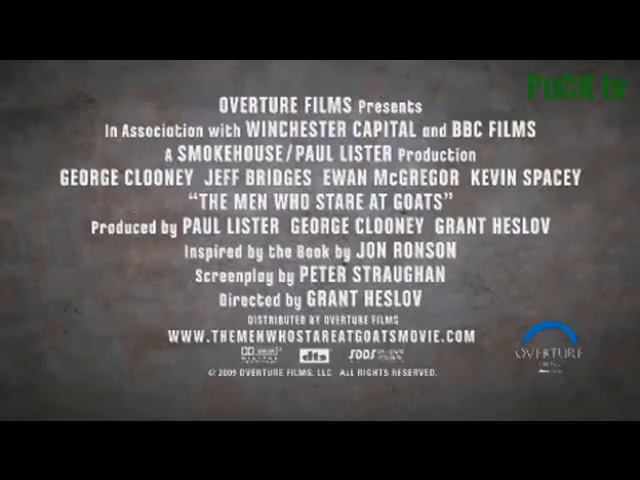 PuCK tv
OVERTURE FILMS Presents
In Association with WINCHESTER CAPITAL and BBC FILMS
A SMOKEHOUSE/PAUL LISTER Production
GEORGE CLOONEY JEFF BRIDGES EWAN McGREGOR KEVIN SPACEY
"THE MEN WHO STARE AT GOATS"
Produced by PAUL LISTER GEORGE CLOONEY GRANT HESLOV
Inspired by the Book by JON RONSON
Screenplay by PETER STRAUGHAN
Directed by GRANT HESLOV
DISTRIBUTED BY OVERTURE FILMS
WWW.THEMENWHOSTAREATGOATSMOVIE.COM
dts SDDS
© 2009 OVERTURE FILMS, LLC ALL RIGHTS RESERVED.
OVERTURE